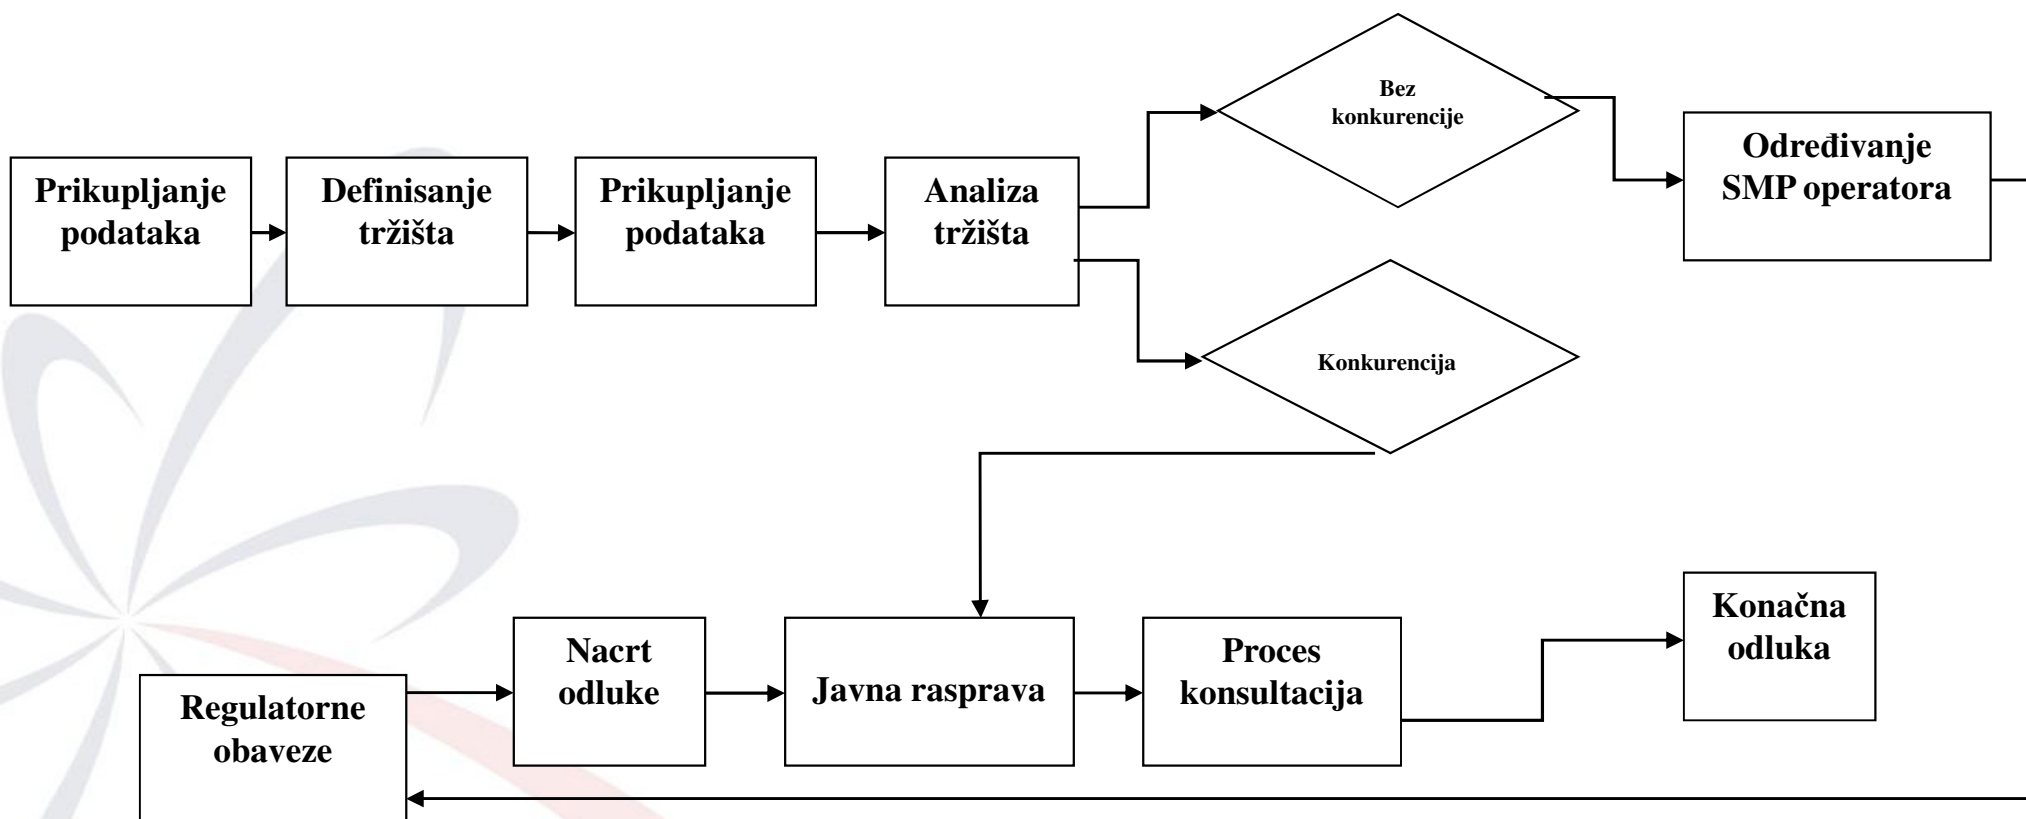 Prikupljanje
podataka
Definisanje
tržišta
Prikupljanje
podataka
Analiza
tržišta
Bez
konkurencije
Određivanje
SMP operatora
Konkurencija
Regulatorne
obaveze
Nacrt
odluke
Javna rasprava
Proces
konsultacija
Konačna
odluka